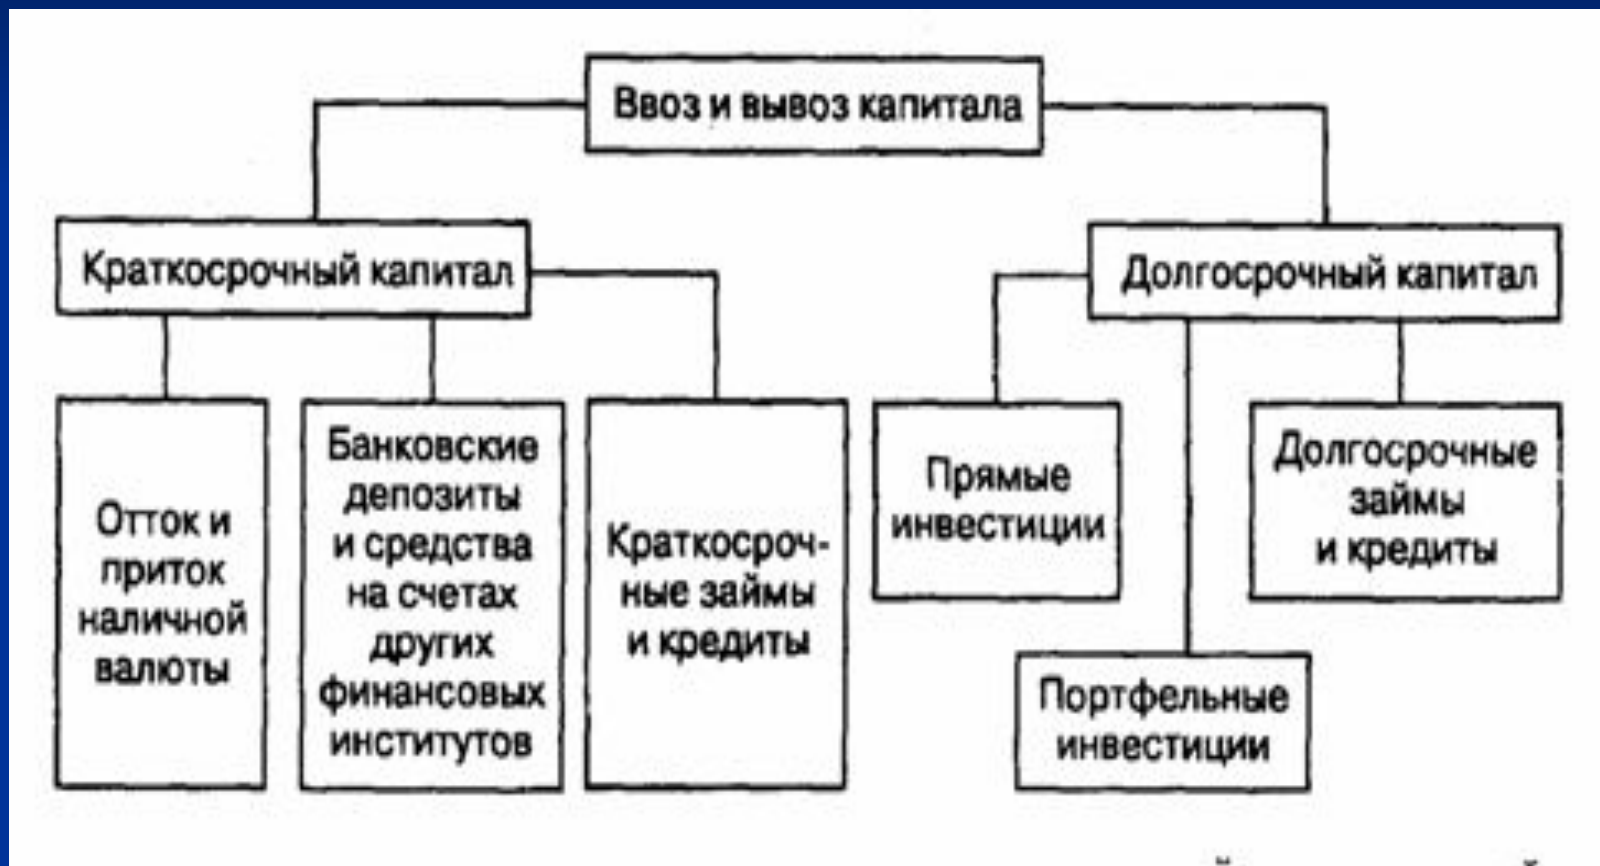 Ввоз и вывоз капитала
Краткосрочный капитал
Долгосрочный капитал
Отток и
приток
наличной
валюты
Банковские
депозиты
и средства
на счетах
других
финансовых
институтов
Краткосроч-
ные займы
и кредиты
Прямые
инвестиции
Портфельные
инвестиции
Долгосрочные
займы
и кредиты